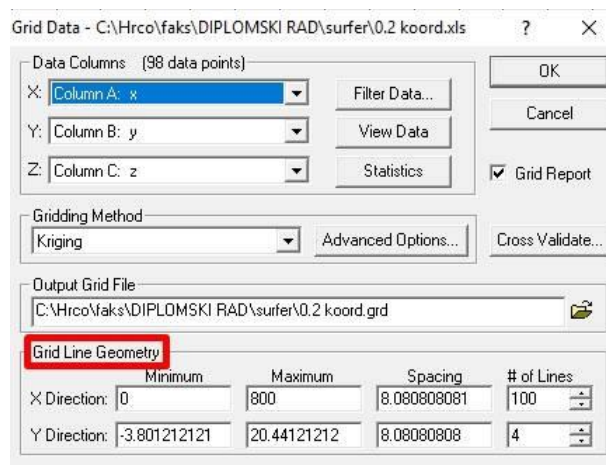 Grid Data - C:\Hrco\faks\DIPLOMSKI RAD\surfer\0.2 koord.xls ? X
Data Columns (98 data points)
OK
X: Column A: x
Filter Data...
Cancel
Y: Column B: y
View Data
Z: Column C: z
Statistics
Grid Report
Gridding Method
Kriging
Advanced Options...
Cross Validate...
Output Grid File
C:\Hrco\faks\DIPLOMSKI RAD\surfer\0.2 koord.grd
Grid Line Geometry
Minimum Maximum Spacing # of Lines
X Direction: 0 800 8.080808081 100
Y Direction: -3.801212121 20.44121212 8.08080808 4